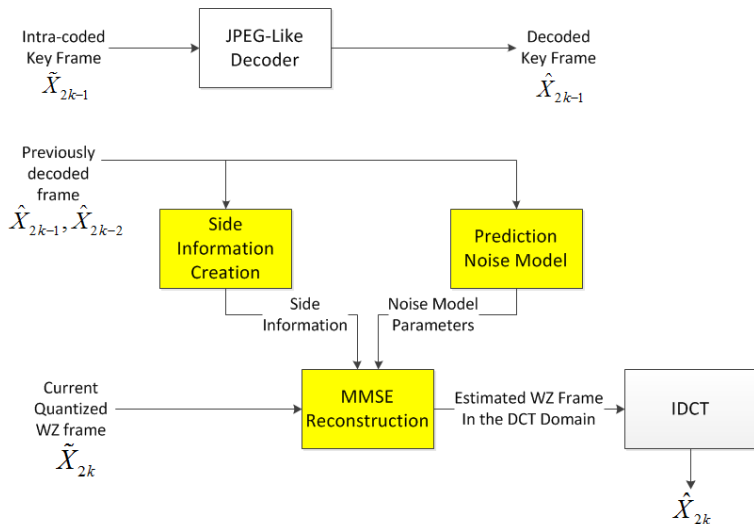 Intra-coded
Key Frame
X̃_{2k-1}
JPEG-Like
Decoder
Decoded
Key Frame
X̂_{2k-1}
Previously
decoded
frame
X̂_{2k-1}, X̂_{2k-2}
Side
Information
Creation
Prediction
Noise Model
Side
Information
Noise Model
Parameters
Current
Quantized
WZ frame
X̃_{2k}
MMSE
Reconstruction
Estimated WZ Frame
In the DCT Domain
IDCT
X̂_{2k}